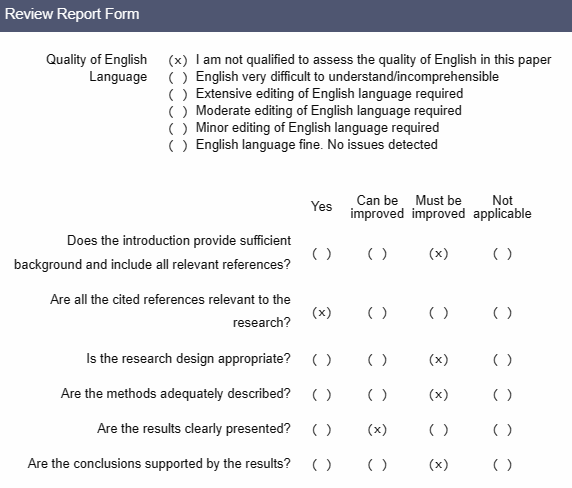 Review Report Form
Quality of English (x) I am not qualified to assess the quality of English in this paper
Language ( ) English very difficult to understand/incomprehensible
( ) Extensive editing of English language required
( ) Moderate editing of English language required
( ) Minor editing of English language required
( ) English language fine. No issues detected
Yes Can be improved Must be improved Not applicable
Does the introduction provide sufficient
background and include all relevant references? ( ) ( ) (x) ( )
Are all the cited references relevant to the
research? (x) ( ) ( ) ( )
Is the research design appropriate? ( ) ( ) (x) ( )
Are the methods adequately described? ( ) ( ) (x) ( )
Are the results clearly presented? ( ) (x) ( ) ( )
Are the conclusions supported by the results? ( ) ( ) (x) ( )